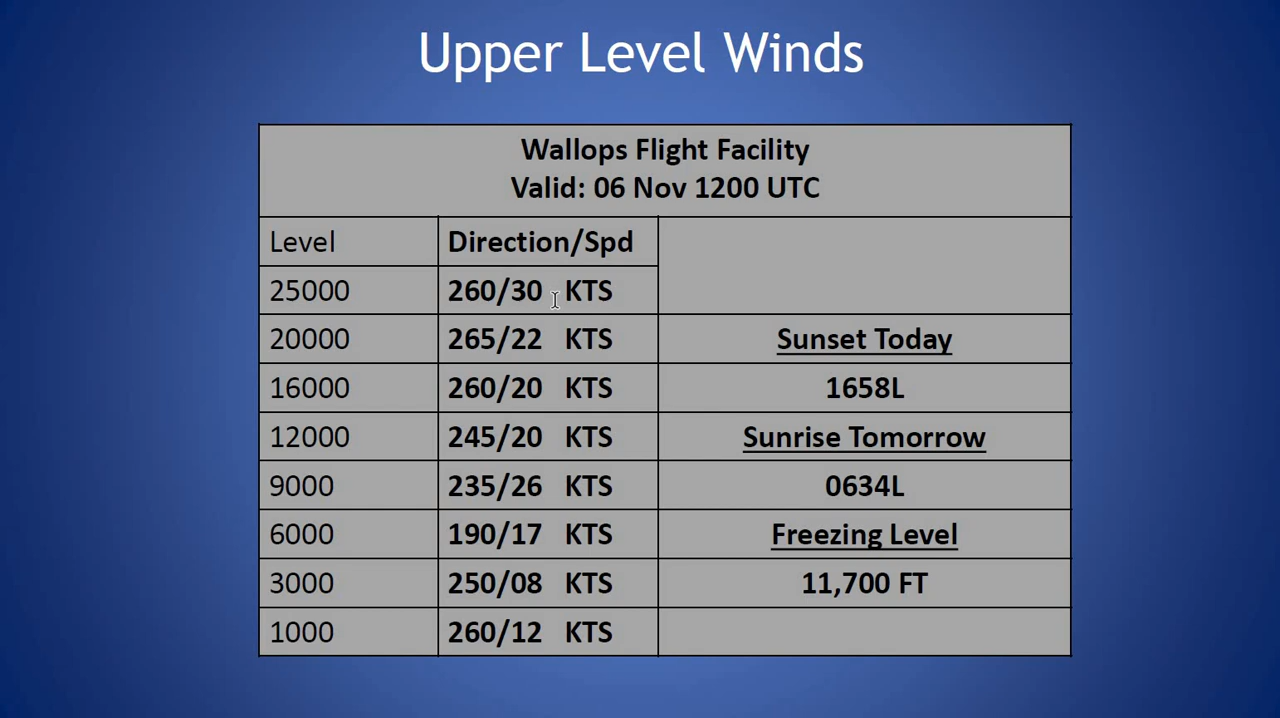 Upper Level Winds
Wallops Flight Facility
Valid: 06 Nov 1200 UTC
Level Direction/Spd
25000 260/30 KTS
20000 265/22 KTS Sunset Today
16000 260/20 KTS 1658L
12000 245/20 KTS Sunrise Tomorrow
9000 235/26 KTS 0634L
6000 190/17 KTS Freezing Level
3000 250/08 KTS 11,700 FT
1000 260/12 KTS